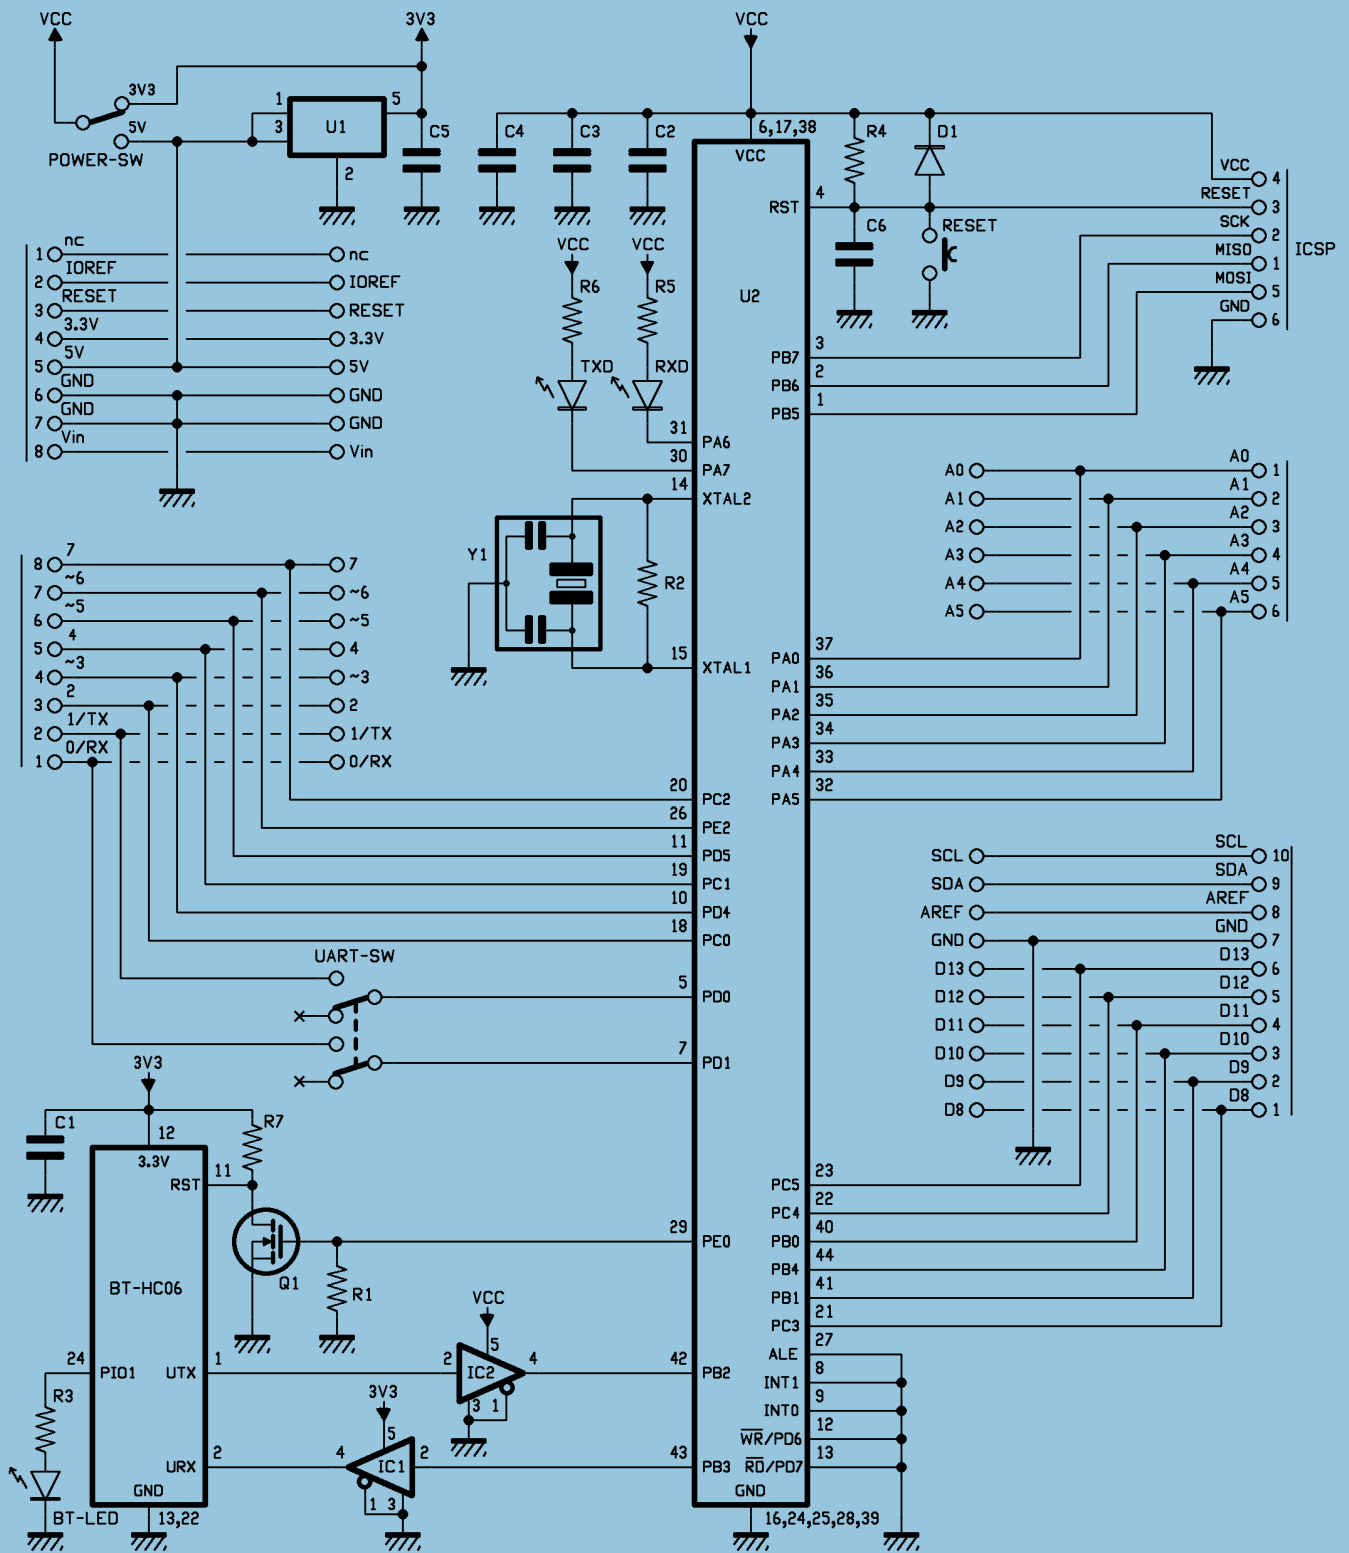 VCC
3V3
VCC
3V3
5V
POWER-SW
1
3
U1
5
2
C5
C4
C3
C2
6,17,38
VCC
R4
D1
RST
4
C6
RESET
VCC
4
RESET
3
SCK
2
MISO
1
MOSI
5
GND
6
ICSP
nc
1
nc
IOREF
2
IOREF
RESET
3
RESET
3.3V
4
3.3V
5V
5
5V
GND
6
GND
GND
7
GND
Vin
8
Vin
VCC
VCC
R6
R5
TXD
RXD
U2
31
PA6
30
PA7
14
XTAL2
Y1
R2
15
XTAL1
PB7
3
PB6
2
PB5
1
A0
A0
1
A1
A1
2
A2
A2
3
A3
A3
4
A4
A4
5
A5
A5
6
PA0
37
PA1
36
PA2
35
PA3
34
PA4
33
PA5
32
7
8
7
~6
7
~6
~5
6
~5
4
5
4
~3
4
~3
2
3
2
1/TX
2
1/TX
0/RX
1
0/RX
20
PC2
26
PE2
11
PD5
19
PC1
10
PD4
18
PC0
UART-SW
5
PD0
7
PD1
SCL
SCL
10
SDA
SDA
9
AREF
AREF
8
GND
GND
7
D13
D13
6
D12
D12
5
D11
D11
4
D10
D10
3
D9
D9
2
D8
D8
1
3V3
C1
R7
12
3.3V
11
RST
BT-HC06
Q1
R1
29
PE0
VCC
24
PIO1
UTX
1
2
IC2
5
4
3
1
42
PB2
R3
3V3
URX
2
4
IC1
5
2
1
3
43
PB3
BT-LED
GND
13,22
PC5
23
PC4
22
PB0
40
PB4
44
PB1
41
PC3
21
ALE
27
INT1
8
INT0
9
WR/PD6
12
RD/PD7
13
GND
16,24,25,28,39